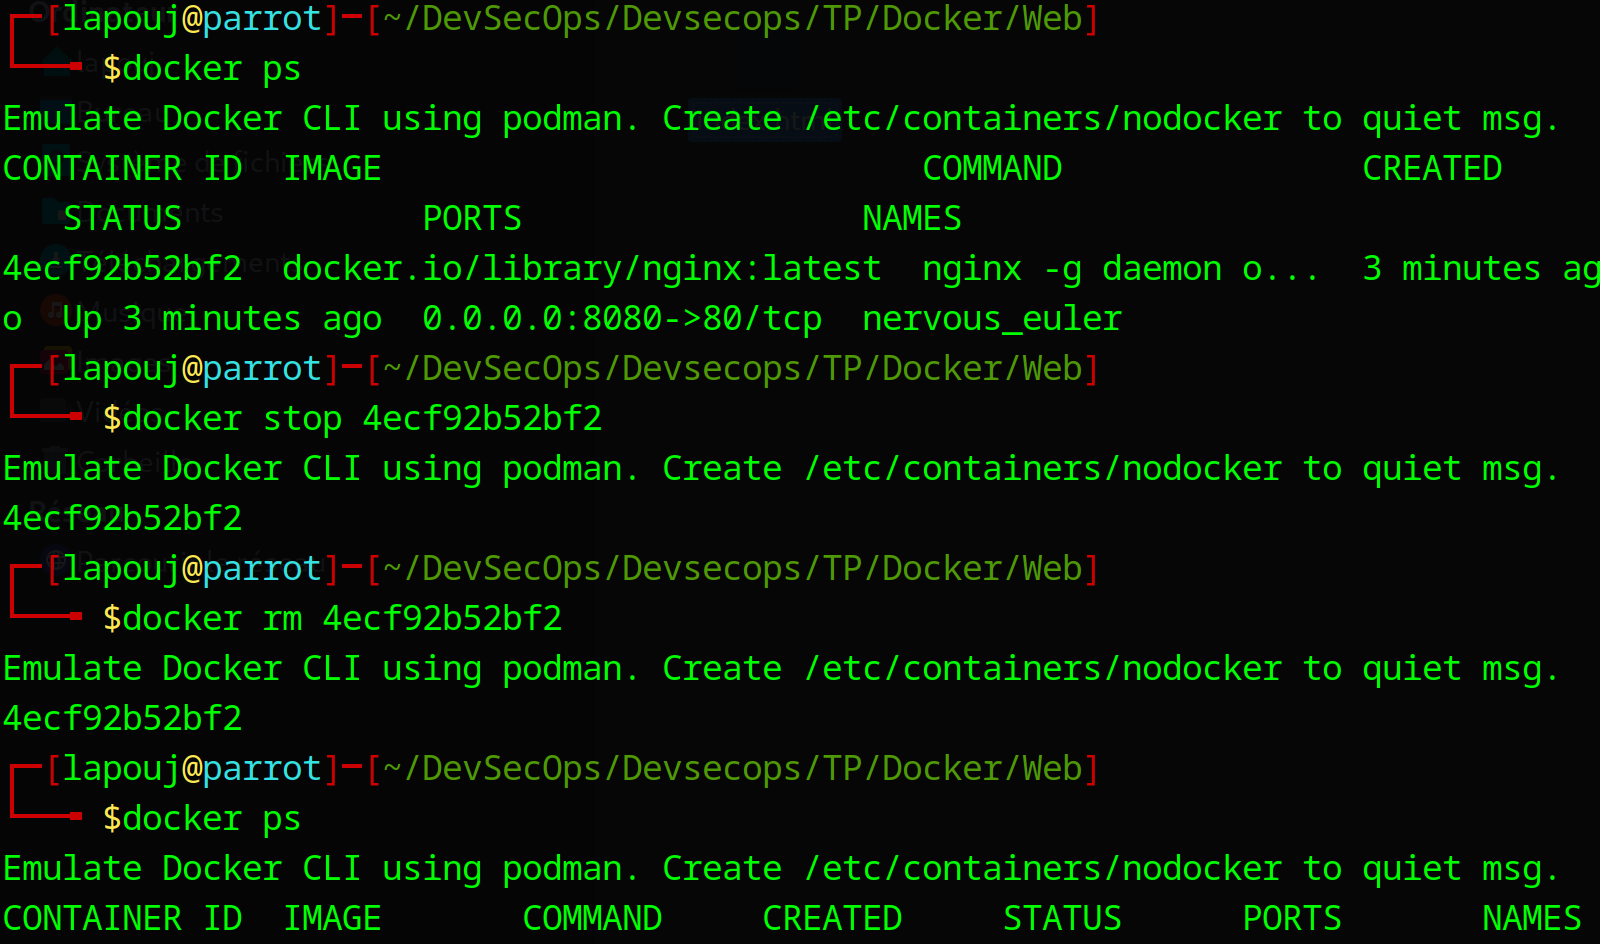 [lapouj@parrot]─[~/DevSecOps/Devsecops/TP/Docker/Web]
$docker ps
Emulate Docker CLI using podman. Create /etc/containers/nodocker to quiet msg.
CONTAINER ID  IMAGE                           COMMAND               CREATED
   STATUS            PORTS                 NAMES
4ecf92b52bf2  docker.io/library/nginx:latest  nginx -g daemon o...  3 minutes ag
o  Up 3 minutes ago  0.0.0.0:8080->80/tcp  nervous_euler
[lapouj@parrot]─[~/DevSecOps/Devsecops/TP/Docker/Web]
$docker stop 4ecf92b52bf2
Emulate Docker CLI using podman. Create /etc/containers/nodocker to quiet msg.
4ecf92b52bf2
[lapouj@parrot]─[~/DevSecOps/Devsecops/TP/Docker/Web]
$docker rm 4ecf92b52bf2
Emulate Docker CLI using podman. Create /etc/containers/nodocker to quiet msg.
4ecf92b52bf2
[lapouj@parrot]─[~/DevSecOps/Devsecops/TP/Docker/Web]
$docker ps
Emulate Docker CLI using podman. Create /etc/containers/nodocker to quiet msg.
CONTAINER ID  IMAGE       COMMAND     CREATED     STATUS      PORTS       NAMES